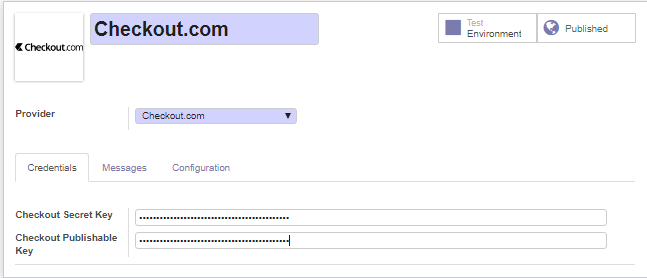 Checkout.com
Checkout.com
Test
Environment
Published
Provider
Checkout.com
Credentials
Messages
Configuration
Checkout Secret Key
Checkout Publishable
Key